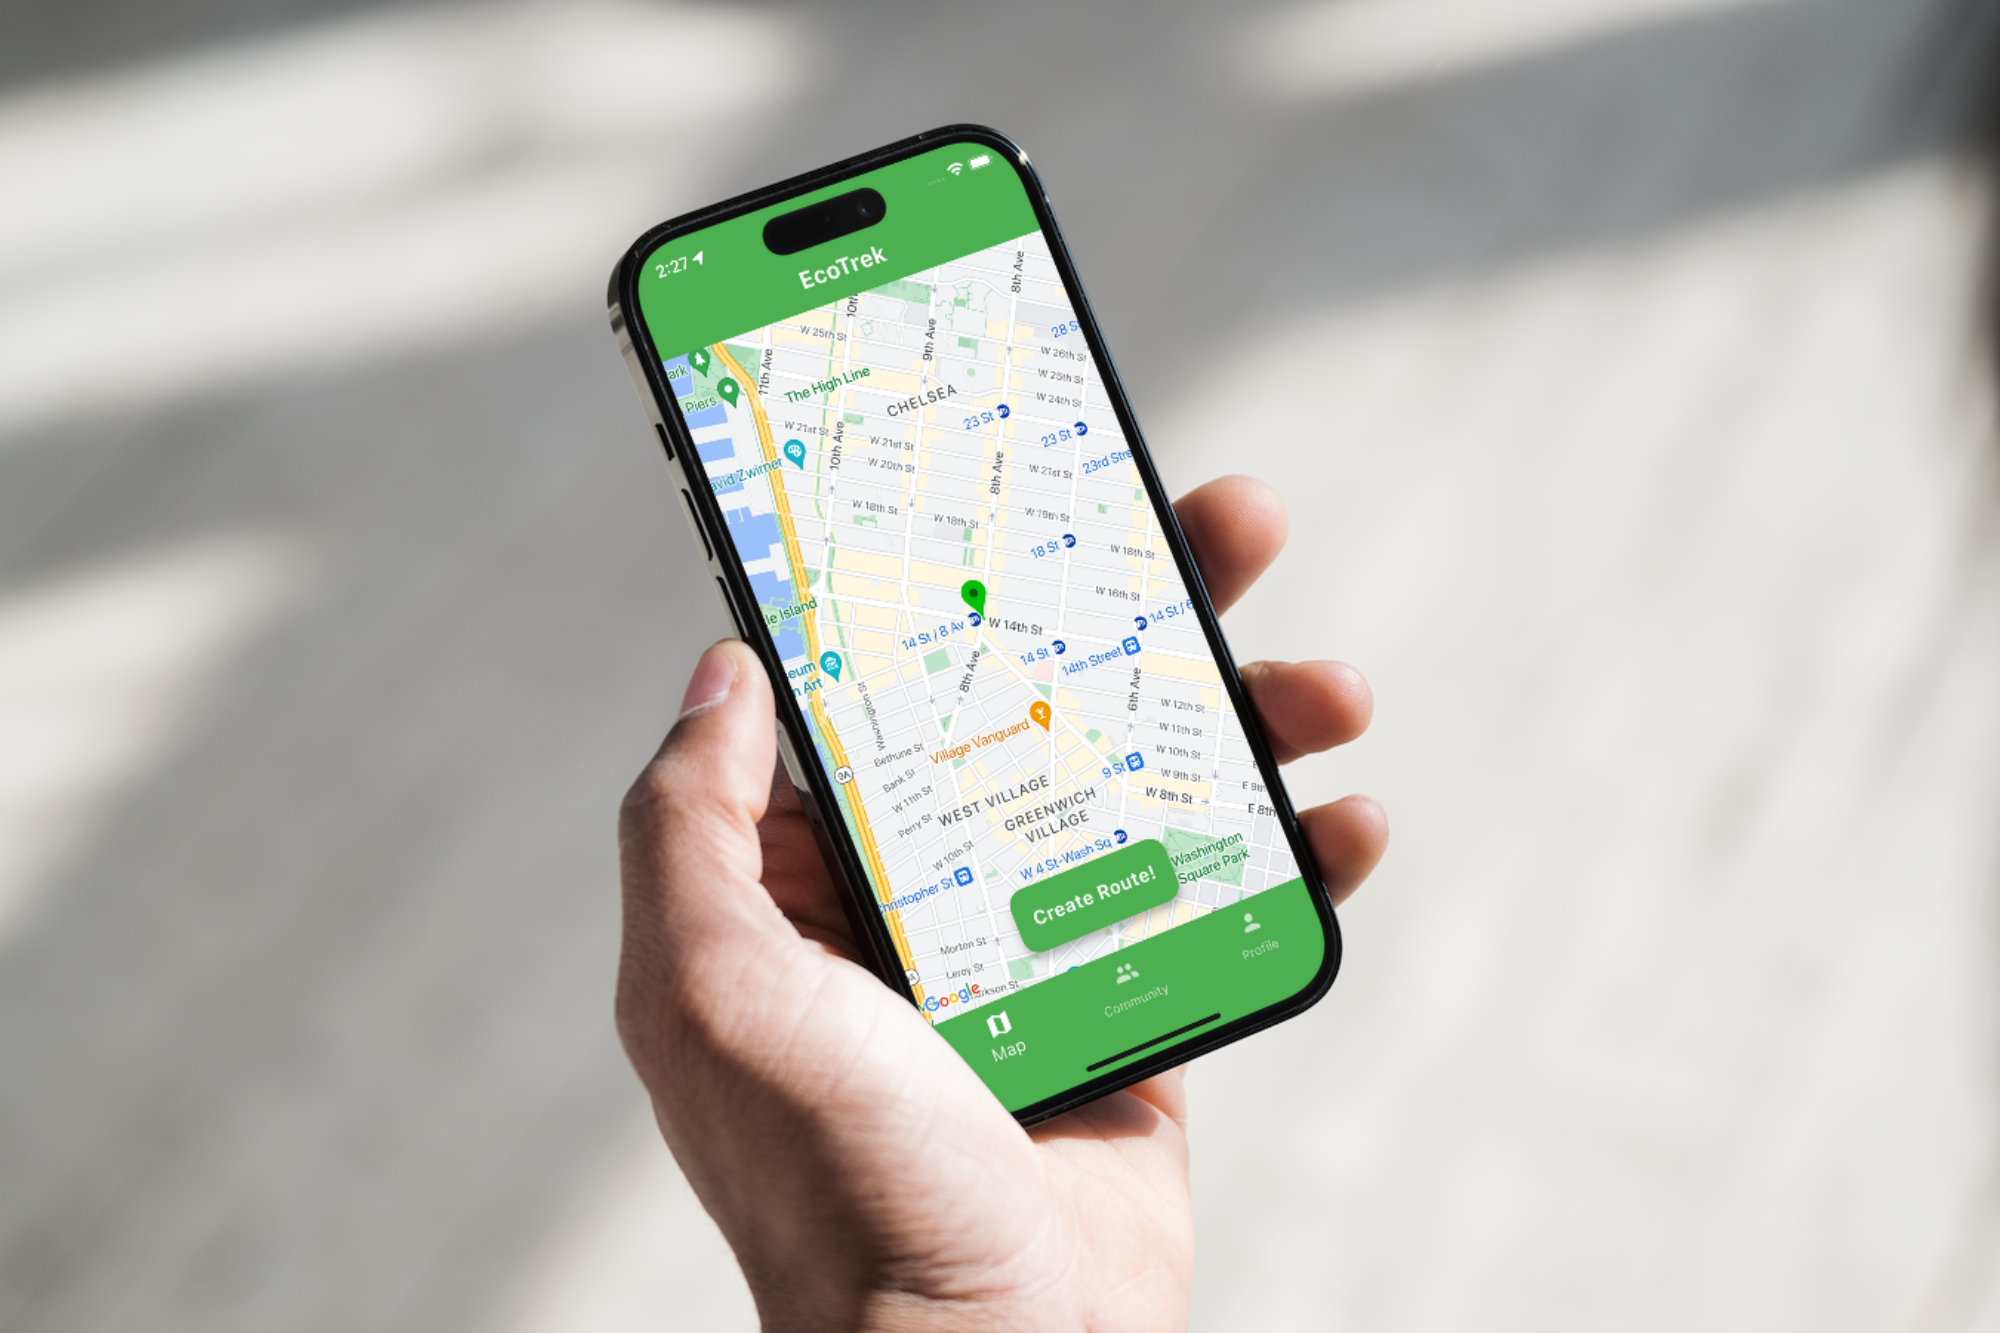 2:27
EcoTrek
8th Ave
10th
9th Ave
28 S
W 25th St
W 26th St
11th Ave
ark
W 25th St
The High Line
Piers
CHELSEA
W 24th St
23 St
23 St
W 21st St
10th Ave
W 21st St
23rd Stre
W 20th St
8th Ave
W 21st St
avid Zwirner
W 18th St
W 18th St
W 19th St
18 St
W 18th St
W 16th St
le Island
14 St / 8 Av
W 14th St
14 St / 6
14 St
14th Street
eum
n Art
8th Ave
6th Ave
Washington St
W 12th St
Village Vanguard
W 11th St
Bethune St
W 10th St
Bank St
9 St
W 9th St
9A
W 11th St
WEST VILLAGE
W 8th St
E 9th
E 8th
Perry St
GREENWICH
VILLAGE
W 10th St
W 4 St-Wash Sq
Washington
Square Park
hristopher St
Create Route!
Morton St
Leroy St
Google
rkson St
Map
Community
Profile